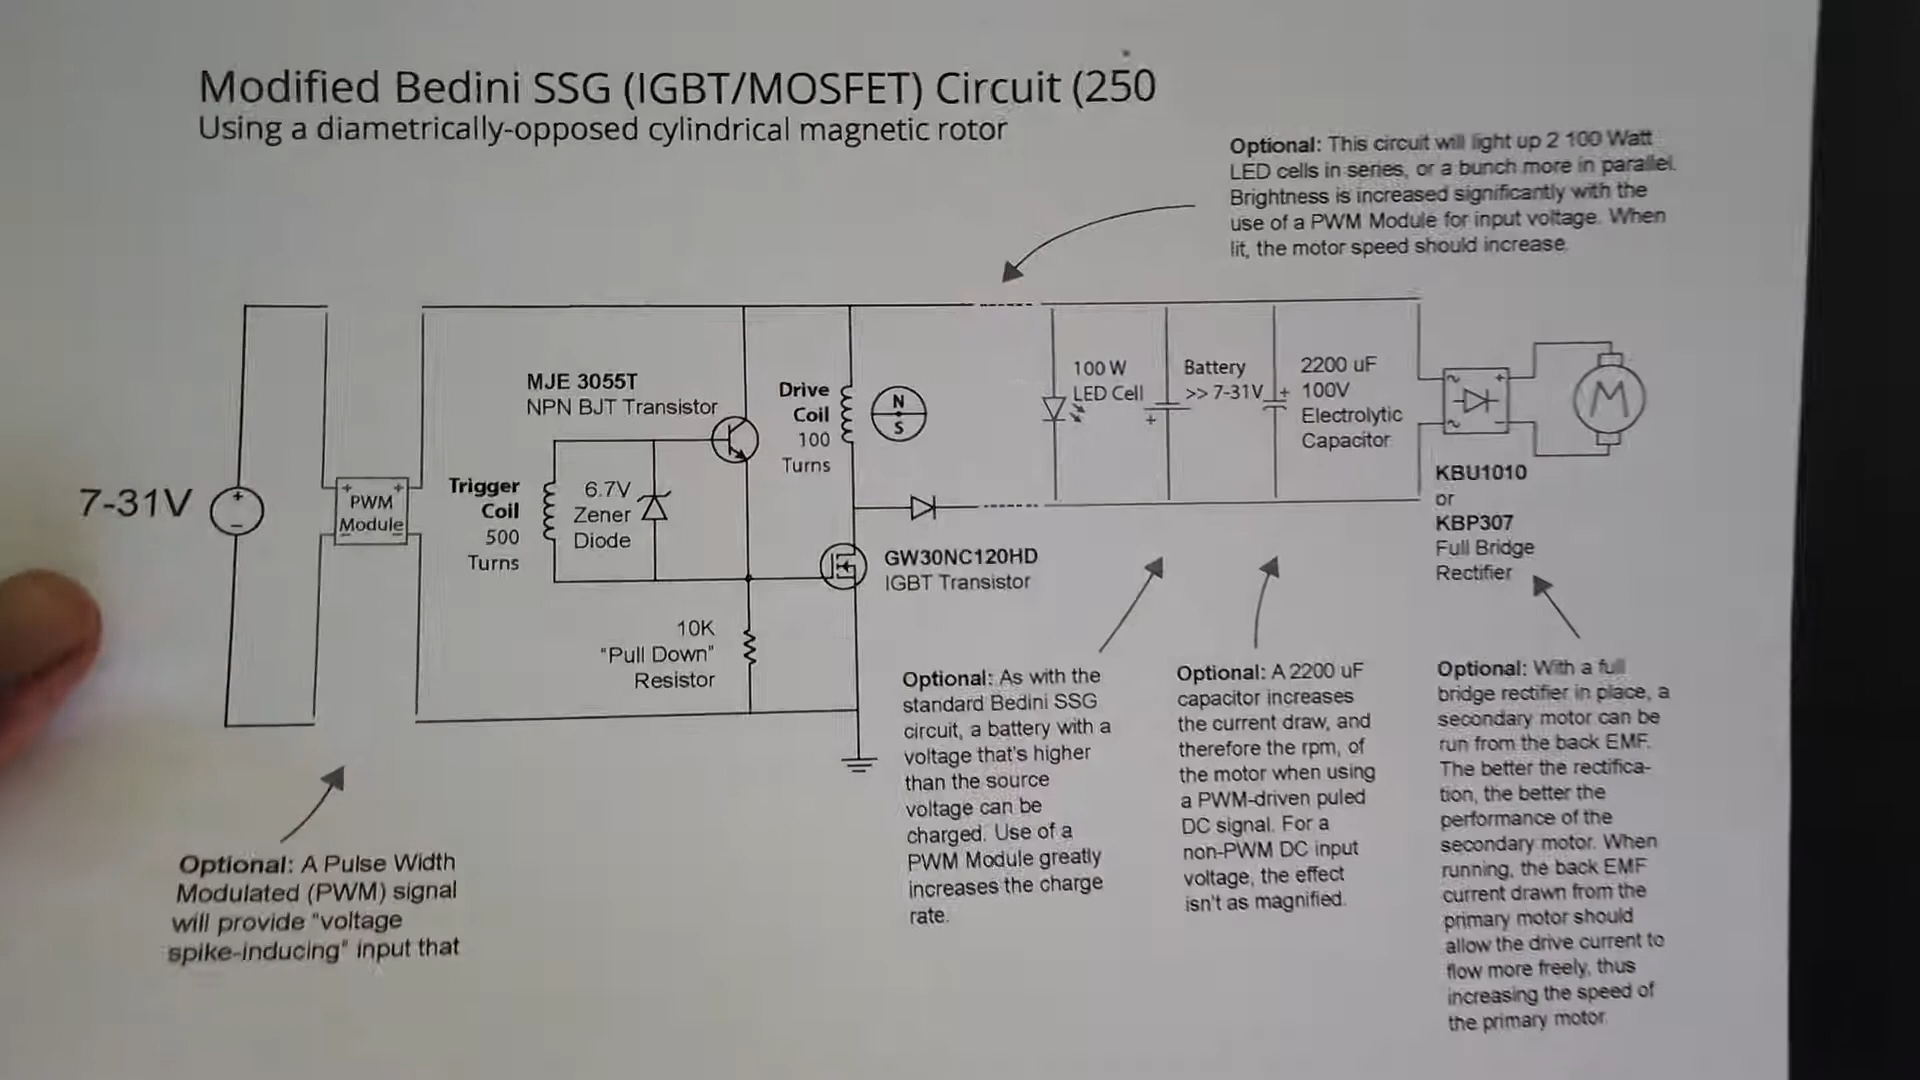 Modified Bedini SSG (IGBT/MOSFET) Circuit (250
Using a diametrically-opposed cylindrical magnetic rotor
Optional: This circuit will light up 2 100 Watt
LED cells in series, or a bunch more in parallel.
Brightness is increased significantly with the
use of a PWM Module for input voltage. When
lit, the motor speed should increase.
7-31V
+
−
+ +
PWM
Module
− −
MJE 3055T
NPN BJT Transistor
Trigger
Coil
500
Turns
6.7V
Zener
Diode
Drive
Coil
100
Turns
N
S
10K
"Pull Down"
Resistor
GW30NC120HD
IGBT Transistor
100 W
LED Cell
Battery
>> 7-31V
+
+
2200 uF
100V
Electrolytic
Capacitor
~ +
~ −
M
KBU1010
or
KBP307
Full Bridge
Rectifier
Optional: A Pulse Width
Modulated (PWM) signal
will provide "voltage
spike-inducing" input that
Optional: As with the
standard Bedini SSG
circuit, a battery with a
voltage that's higher
than the source
voltage can be
charged. Use of a
PWM Module greatly
increases the charge
rate.
Optional: A 2200 uF
capacitor increases
the current draw, and
therefore the rpm, of
the motor when using
a PWM-driven puled
DC signal. For a
non-PWM DC input
voltage, the effect
isn't as magnified.
Optional: With a full
bridge rectifier in place, a
secondary motor can be
run from the back EMF.
The better the rectifica-
tion, the better the
performance of the
secondary motor. When
running, the back EMF
current drawn from the
primary motor should
allow the drive current to
flow more freely, thus
increasing the speed of
the primary motor.